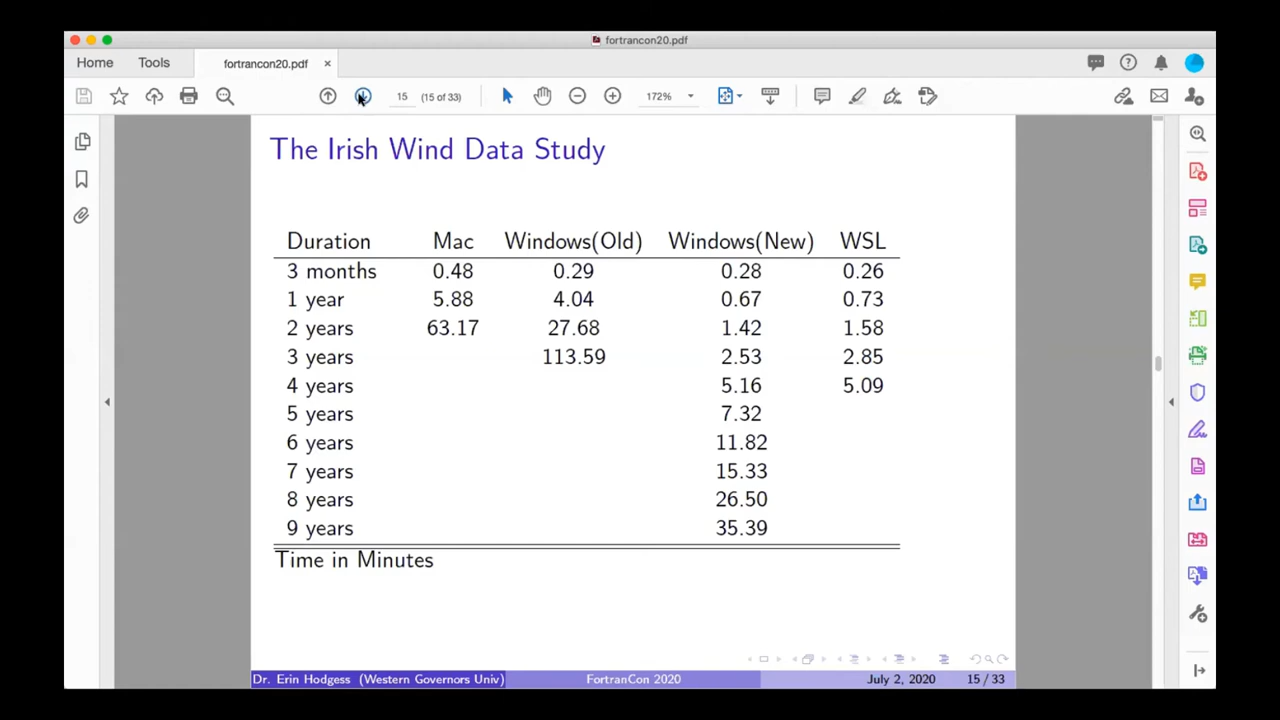 fortrancon20.pdf
Home Tools fortrancon20.pdf ×
15 (15 of 33) 172%
The Irish Wind Data Study
Duration Mac Windows(Old) Windows(New) WSL
3 months 0.48 0.29 0.28 0.26
1 year 5.88 4.04 0.67 0.73
2 years 63.17 27.68 1.42 1.58
3 years 113.59 2.53 2.85
4 years 5.16 5.09
5 years 7.32
6 years 11.82
7 years 15.33
8 years 26.50
9 years 35.39
Time in Minutes
Dr. Erin Hodgess (Western Governors Univ) FortranCon 2020 July 2, 2020 15 / 33